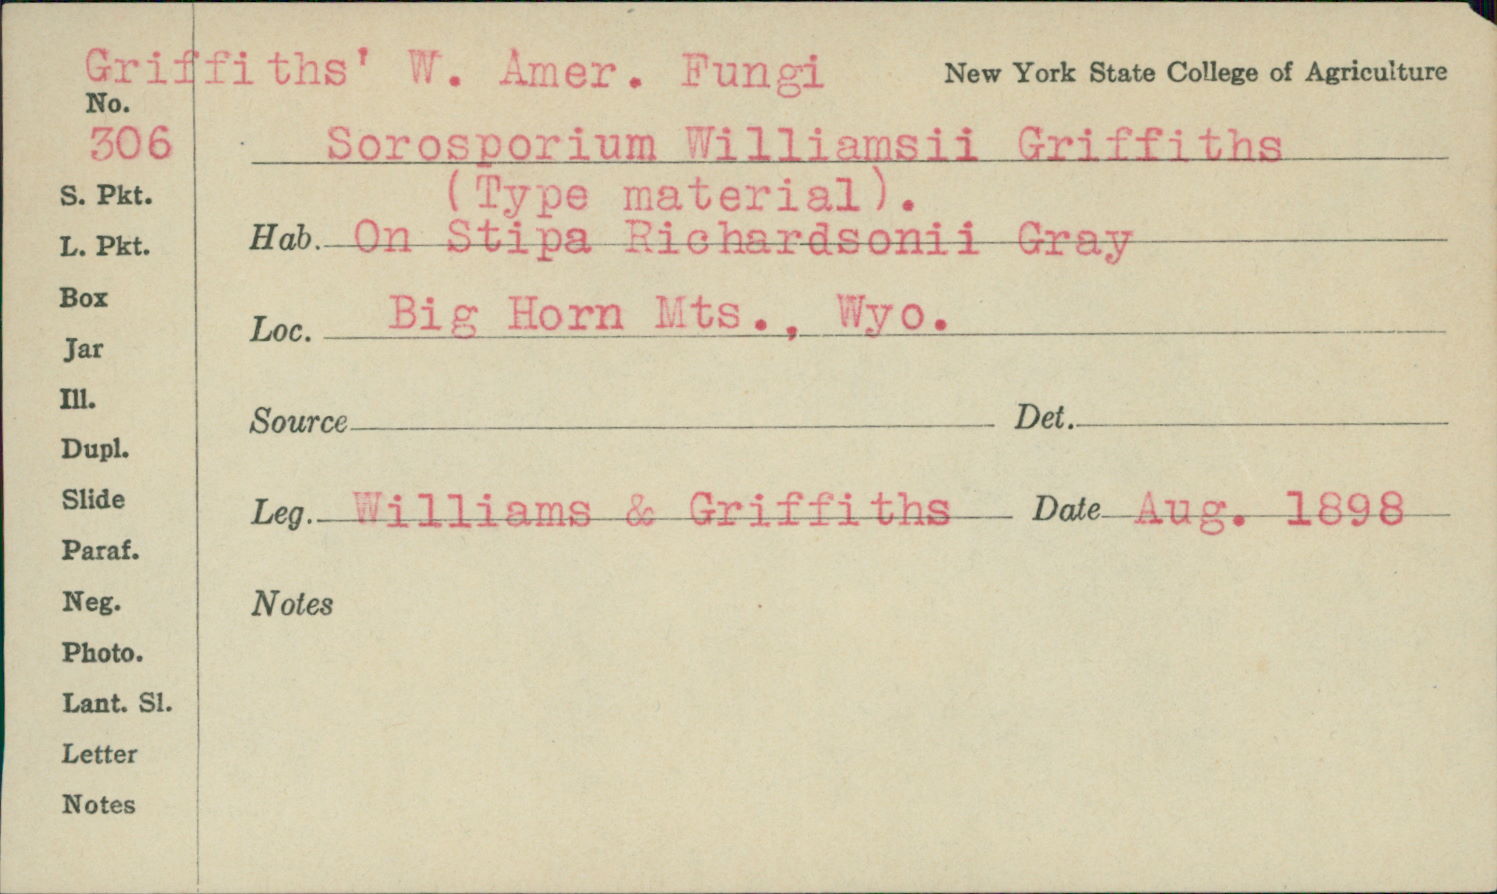 Griffiths' W. Amer. Fungi
New York State College of Agriculture
No.
306
Sorosporium Williamsii Griffiths
(Type material).
Hab. On Stipa Richardsonii Gray
Loc. Big Horn Mts., Wyo.
Source
Det.
Leg. Williams & Griffiths Date Aug. 1898
Notes
S. Pkt.
L. Pkt.
Box
Jar
Ill.
Dupl.
Slide
Paraf.
Neg.
Photo.
Lant. Sl.
Letter
Notes